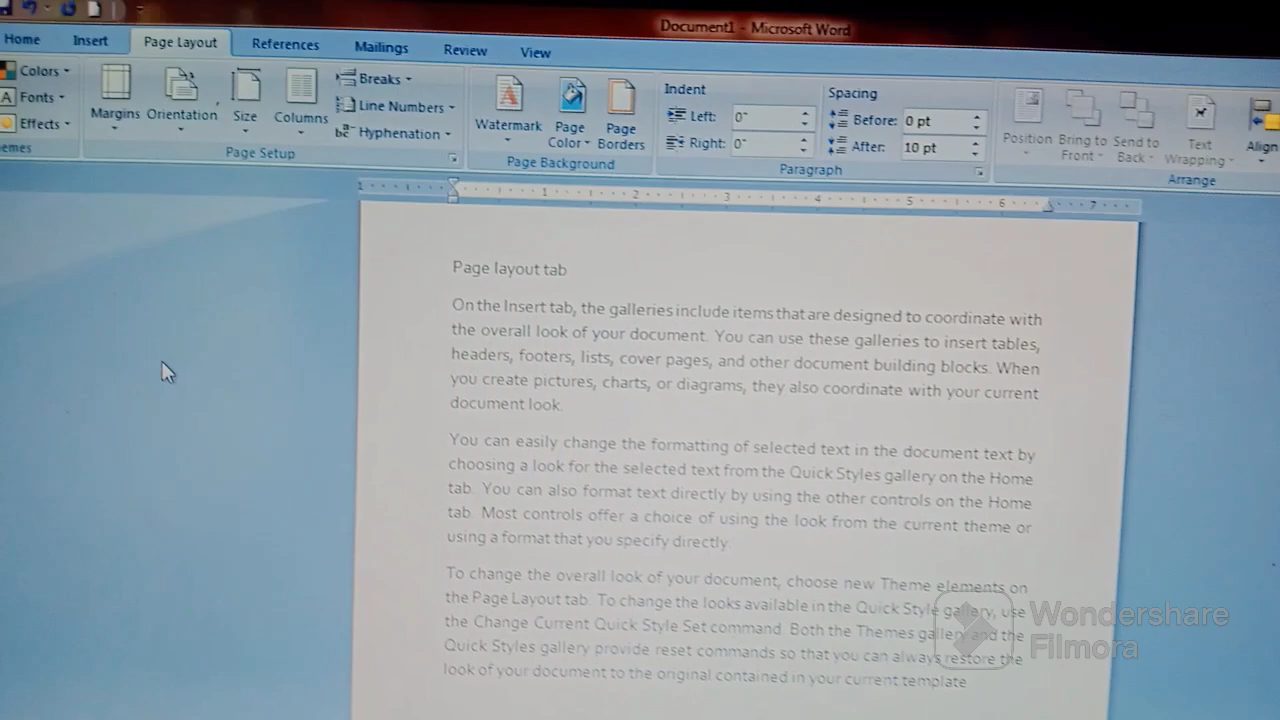 Document1 - Microsoft Word
Home Insert Page Layout References Mailings Review View
Colors
Fonts
Effects
emes
Margins Orientation Size Columns
Breaks
Line Numbers
Hyphenation
Page Setup
Watermark Page Color Page Borders
Page Background
Indent
Left: 0"
Right: 0"
Spacing
Before: 0 pt
After: 10 pt
Paragraph
Position Bring to Front Send to Back Text Wrapping Align
Arrange
1 1 2 3 4 5 6 7
Page layout tab
On the Insert tab, the galleries include items that are designed to coordinate with
the overall look of your document. You can use these galleries to insert tables,
headers, footers, lists, cover pages, and other document building blocks. When
you create pictures, charts, or diagrams, they also coordinate with your current
document look.
You can easily change the formatting of selected text in the document text by
choosing a look for the selected text from the Quick Styles gallery on the Home
tab. You can also format text directly by using the other controls on the Home
tab. Most controls offer a choice of using the look from the current theme or
using a format that you specify directly.
To change the overall look of your document, choose new Theme elements on
the Page Layout tab. To change the looks available in the Quick Style gallery, use
the Change Current Quick Style Set command. Both the Themes gallery and the
Quick Styles gallery provide reset commands so that you can always restore the
look of your document to the original contained in your current template
Wondershare
Filmora